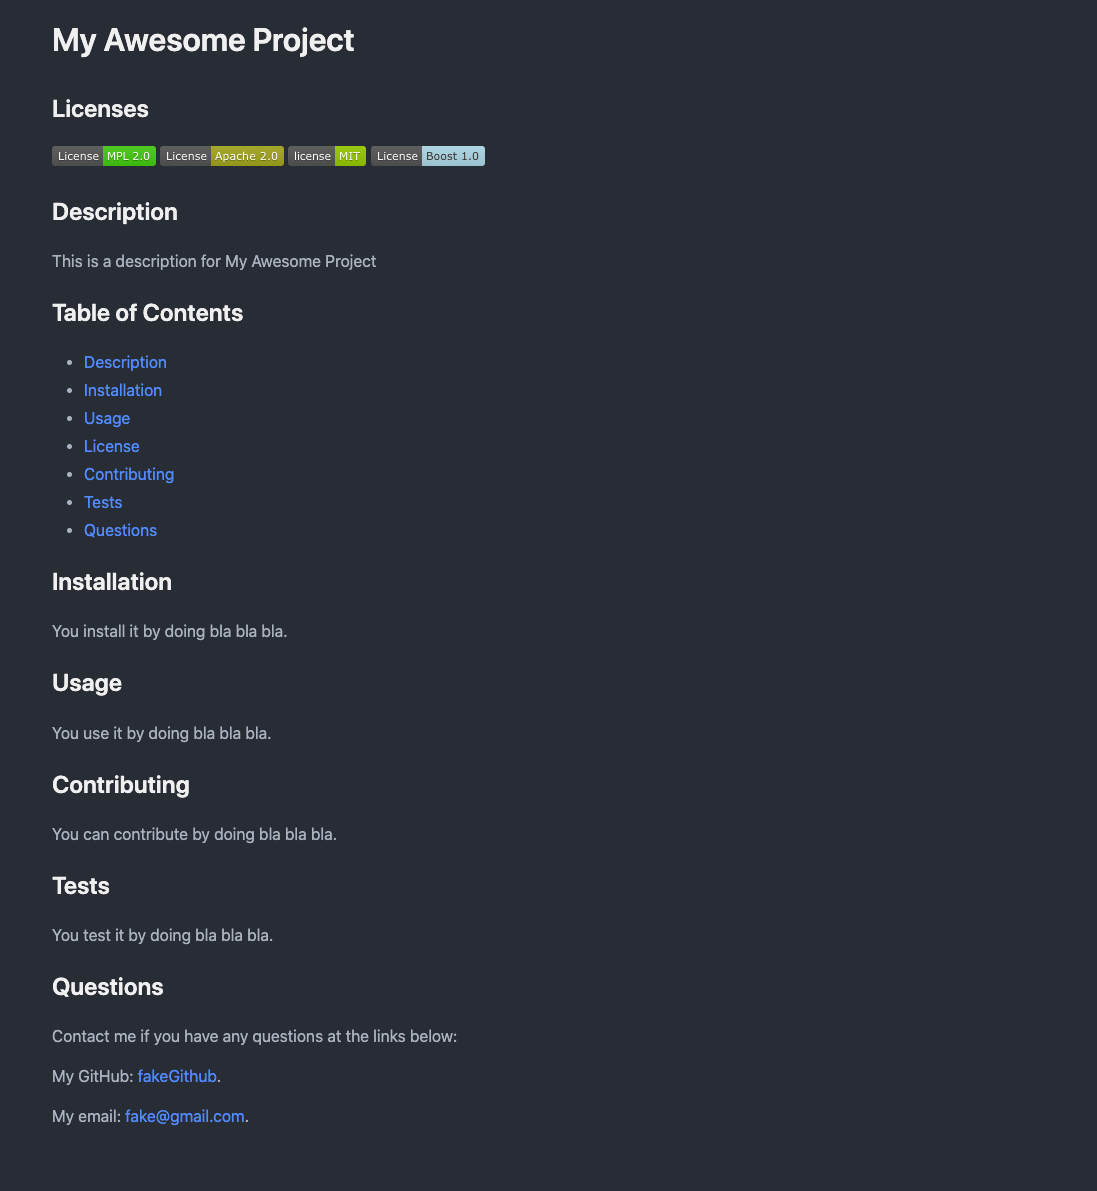 My Awesome Project
Licenses
License MPL 2.0 License Apache 2.0 license MIT License Boost 1.0
Description
This is a description for My Awesome Project
Table of Contents
• Description
• Installation
• Usage
• License
• Contributing
• Tests
• Questions
Installation
You install it by doing bla bla bla.
Usage
You use it by doing bla bla bla.
Contributing
You can contribute by doing bla bla bla.
Tests
You test it by doing bla bla bla.
Questions
Contact me if you have any questions at the links below:
My GitHub: fakeGithub.
My email: fake@gmail.com.